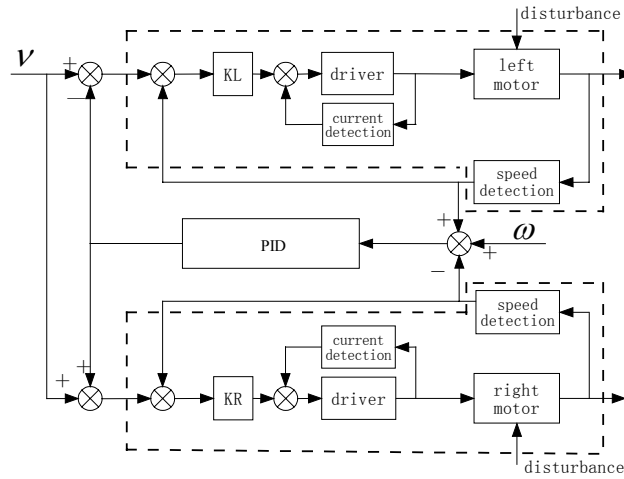 disturbance
ν
+
−
KL
driver
left
motor
current
detection
speed
detection
+
PID
ω
+
−
speed
detection
current
detection
+
+
KR
driver
right
motor
disturbance